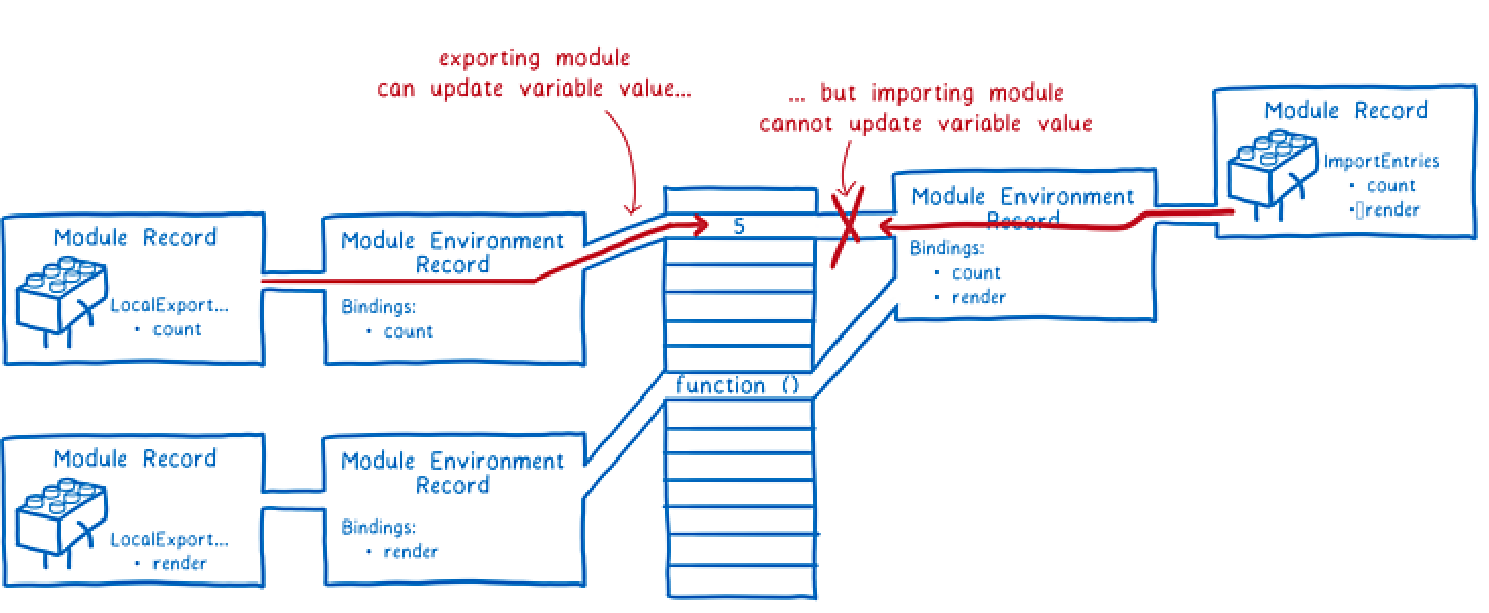 exporting module
can update variable value...
... but importing module
cannot update variable value
Module Record
ImportEntries
• count
•▯render
Module Environment
Record
Bindings:
• count
• render
5
Module Record
LocalExport...
• count
Module Environment
Record
Bindings:
• count
function ()
Module Record
LocalExport...
• render
Module Environment
Record
Bindings:
• render